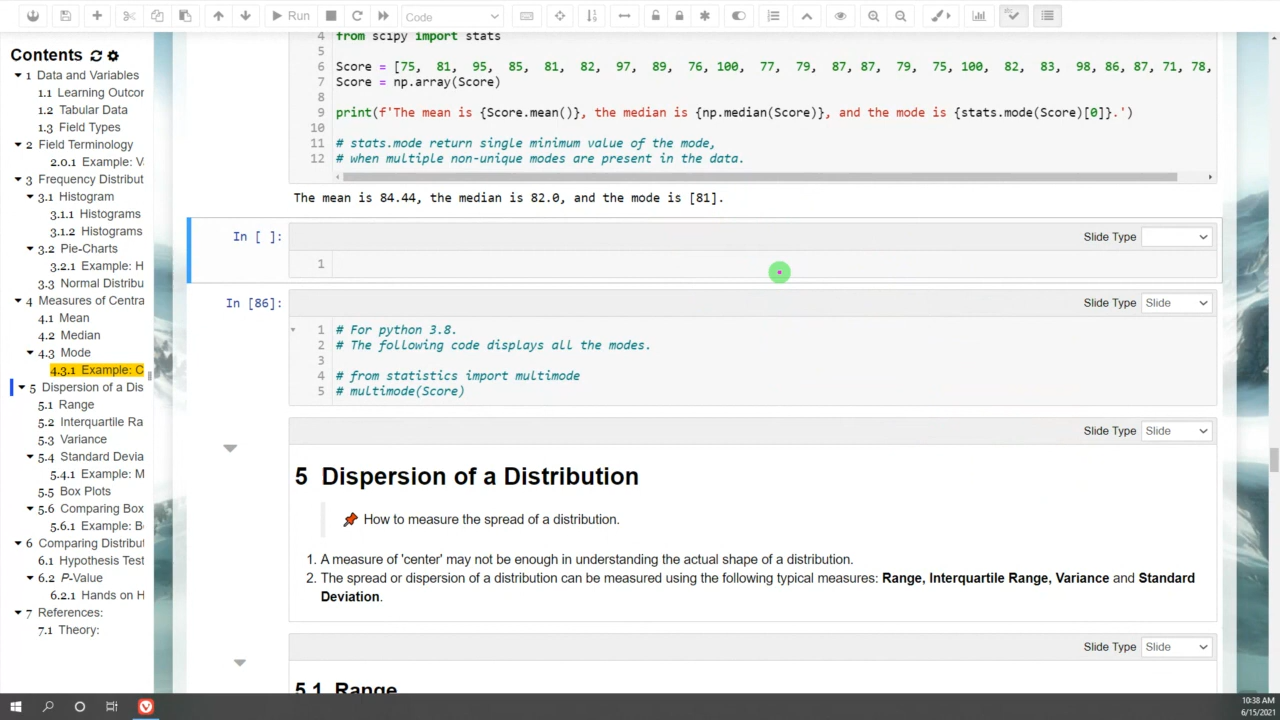 Run
Code
Contents
1 Data and Variables
1.1 Learning Outcor
1.2 Tabular Data
1.3 Field Types
2 Field Terminology
2.0.1 Example: V
3 Frequency Distribut
3.1 Histogram
3.1.1 Histograms
3.1.2 Histograms
3.2 Pie-Charts
3.2.1 Example: H
3.3 Normal Distribu
4 Measures of Centra
4.1 Mean
4.2 Median
4.3 Mode
4.3.1 Example: C
5 Dispersion of a Dis
5.1 Range
5.2 Interquartile Ra
5.3 Variance
5.4 Standard Devia
5.4.1 Example: M
5.5 Box Plots
5.6 Comparing Box
5.6.1 Example: B
6 Comparing Distribut
6.1 Hypothesis Test
6.2 P-Value
6.2.1 Hands on H
7 References:
7.1 Theory:
4 from scipy import stats
5
6 Score = [75, 81, 95, 85, 81, 82, 97, 89, 76, 100, 77, 79, 87, 87, 79, 75, 100, 82, 83, 98, 86, 87, 71, 78,
7 Score = np.array(Score)
8
9 print(f'The mean is {Score.mean()}, the median is {np.median(Score)}, and the mode is {stats.mode(Score)[0]}.')
10
11 # stats.mode return single minimum value of the mode,
12 # when multiple non-unique modes are present in the data.
The mean is 84.44, the median is 82.0, and the mode is [81].
In [ ]:
Slide Type
1
In [86]:
Slide Type Slide
1 # For python 3.8.
2 # The following code displays all the modes.
3
4 # from statistics import multimode
5 # multimode(Score)
Slide Type Slide
5 Dispersion of a Distribution
How to measure the spread of a distribution.
1. A measure of 'center' may not be enough in understanding the actual shape of a distribution.
2. The spread or dispersion of a distribution can be measured using the following typical measures: Range, Interquartile Range, Variance and Standard
Deviation.
Slide Type Slide
5.1 Range
10:38 AM
6/15/2021